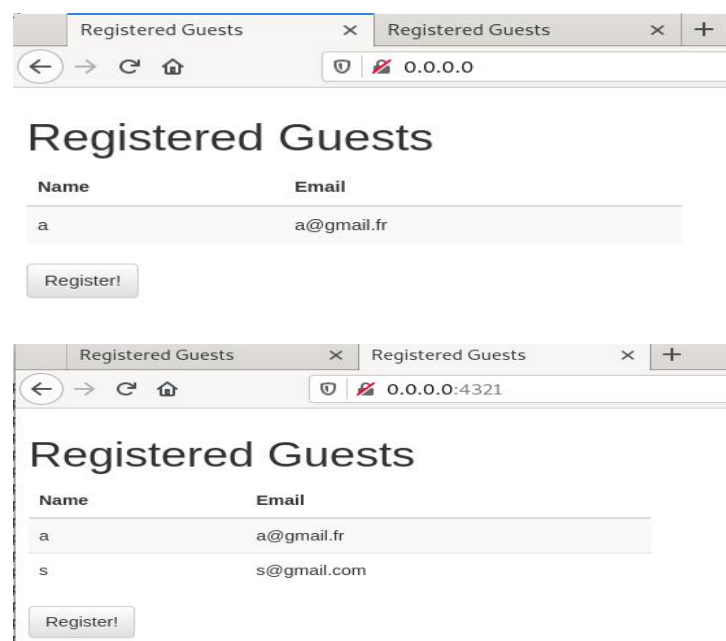 Registered Guests × Registered Guests × +
0.0.0.0
Registered Guests
Name Email
a a@gmail.fr
Register!
Registered Guests × Registered Guests × +
0.0.0.0:4321
Registered Guests
Name Email
a a@gmail.fr
s s@gmail.com
Register!